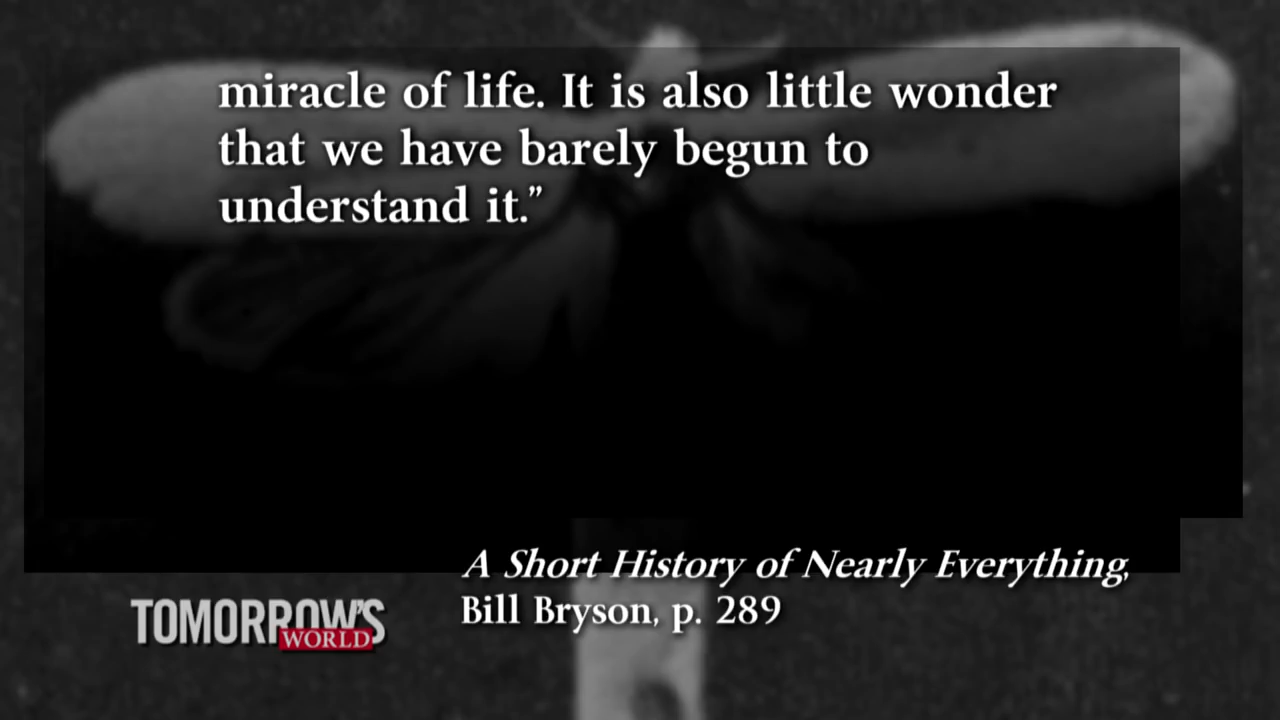 miracle of life. It is also little wonder
that we have barely begun to
understand it.”
A Short History of Nearly Everything,
Bill Bryson, p. 289
TOMORROW'S
WORLD